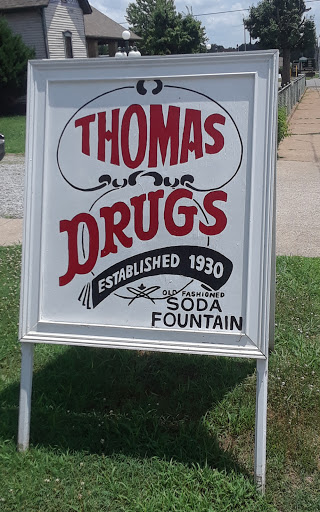 THOMAS
DRUGS
ESTABLISHED 1930
OLD FASHIONED
SODA
FOUNTAIN